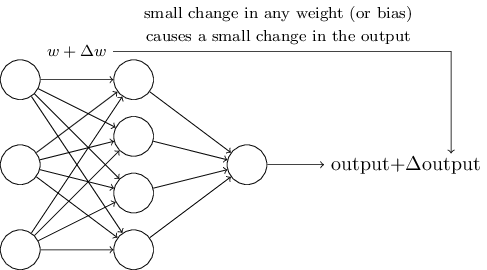 small change in any weight (or bias)
causes a small change in the output
w + Δw
output+Δoutput